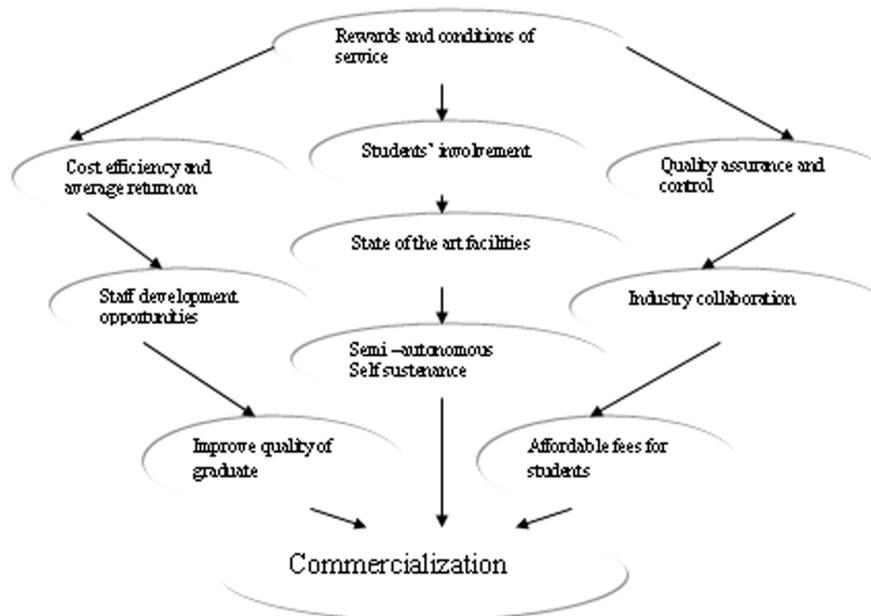 Rewards and conditions of
service
Students’ involvement
Cost efficiency and
average return on
Quality assurance and
control
State of the art facilities
Staff development
opportunities
Industry collaboration
Semi –autonomous
Self sustenance
Improve quality of
graduate
Affordable fees for
students
Commercialization